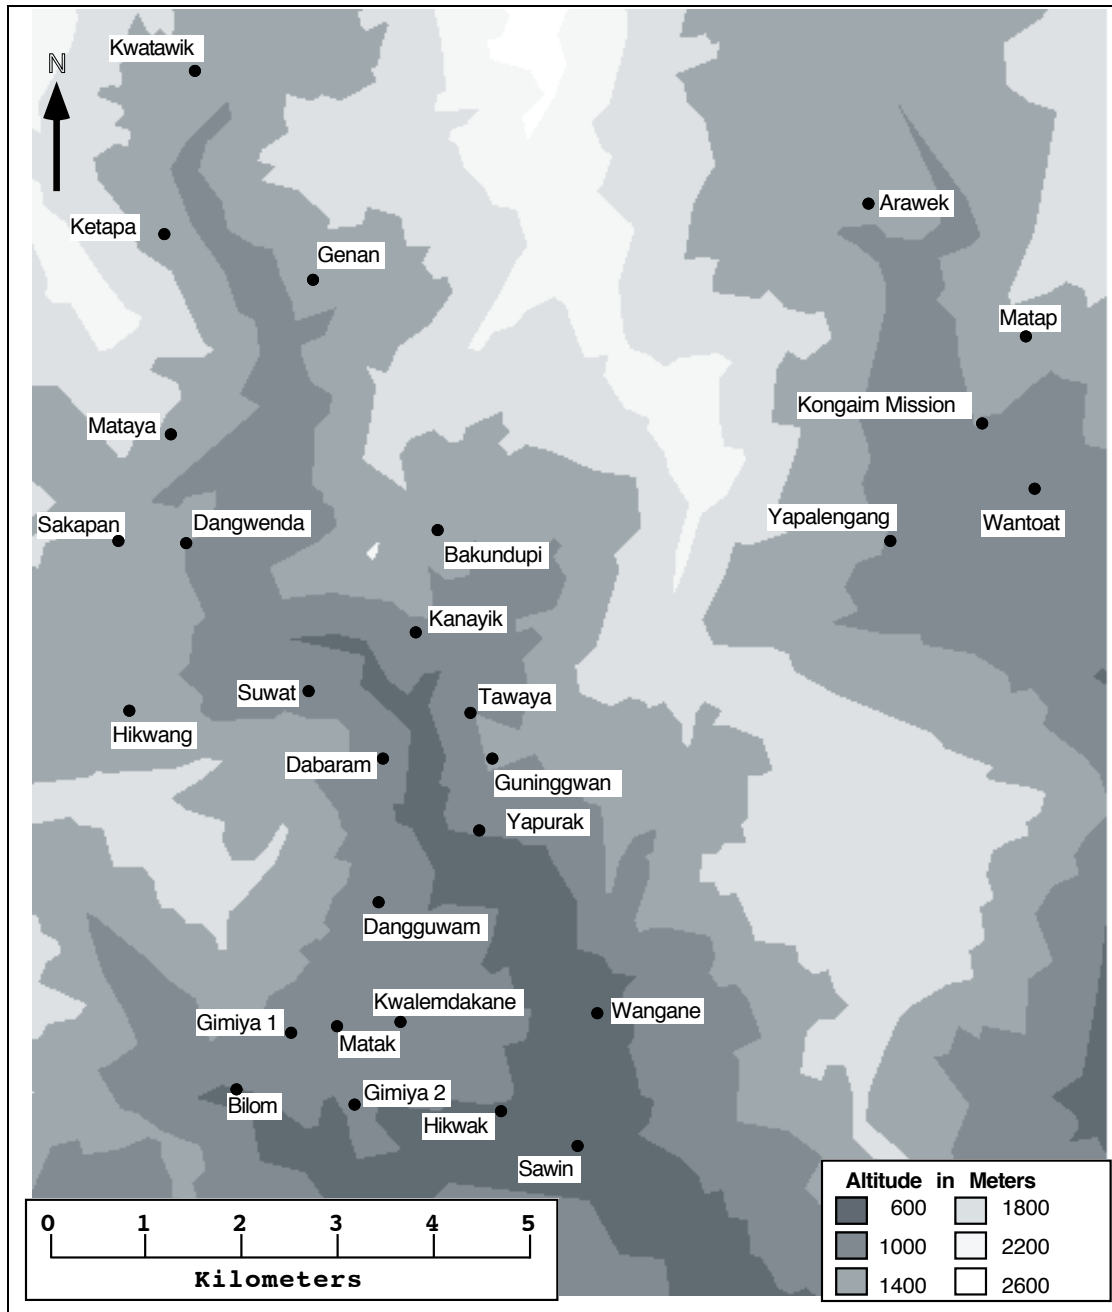 Kwatawik
N
Arawek
Ketapa
Genan
Matap
Kongaim Mission
Mataya
Sakapan
Dangwenda
Yapalengang
Wantoat
Bakundupi
Kanayik
Suwat
Tawaya
Hikwang
Dabaram
Guninggwan
Yapurak
Dangguwam
Kwalemdakane
Wangane
Gimiya 1
Matak
Gimiya 2
Bilom
Hikwak
Sawin
Altitude in Meters
600 1800
1000 2200
1400 2600
0 1 2 3 4 5
Kilometers